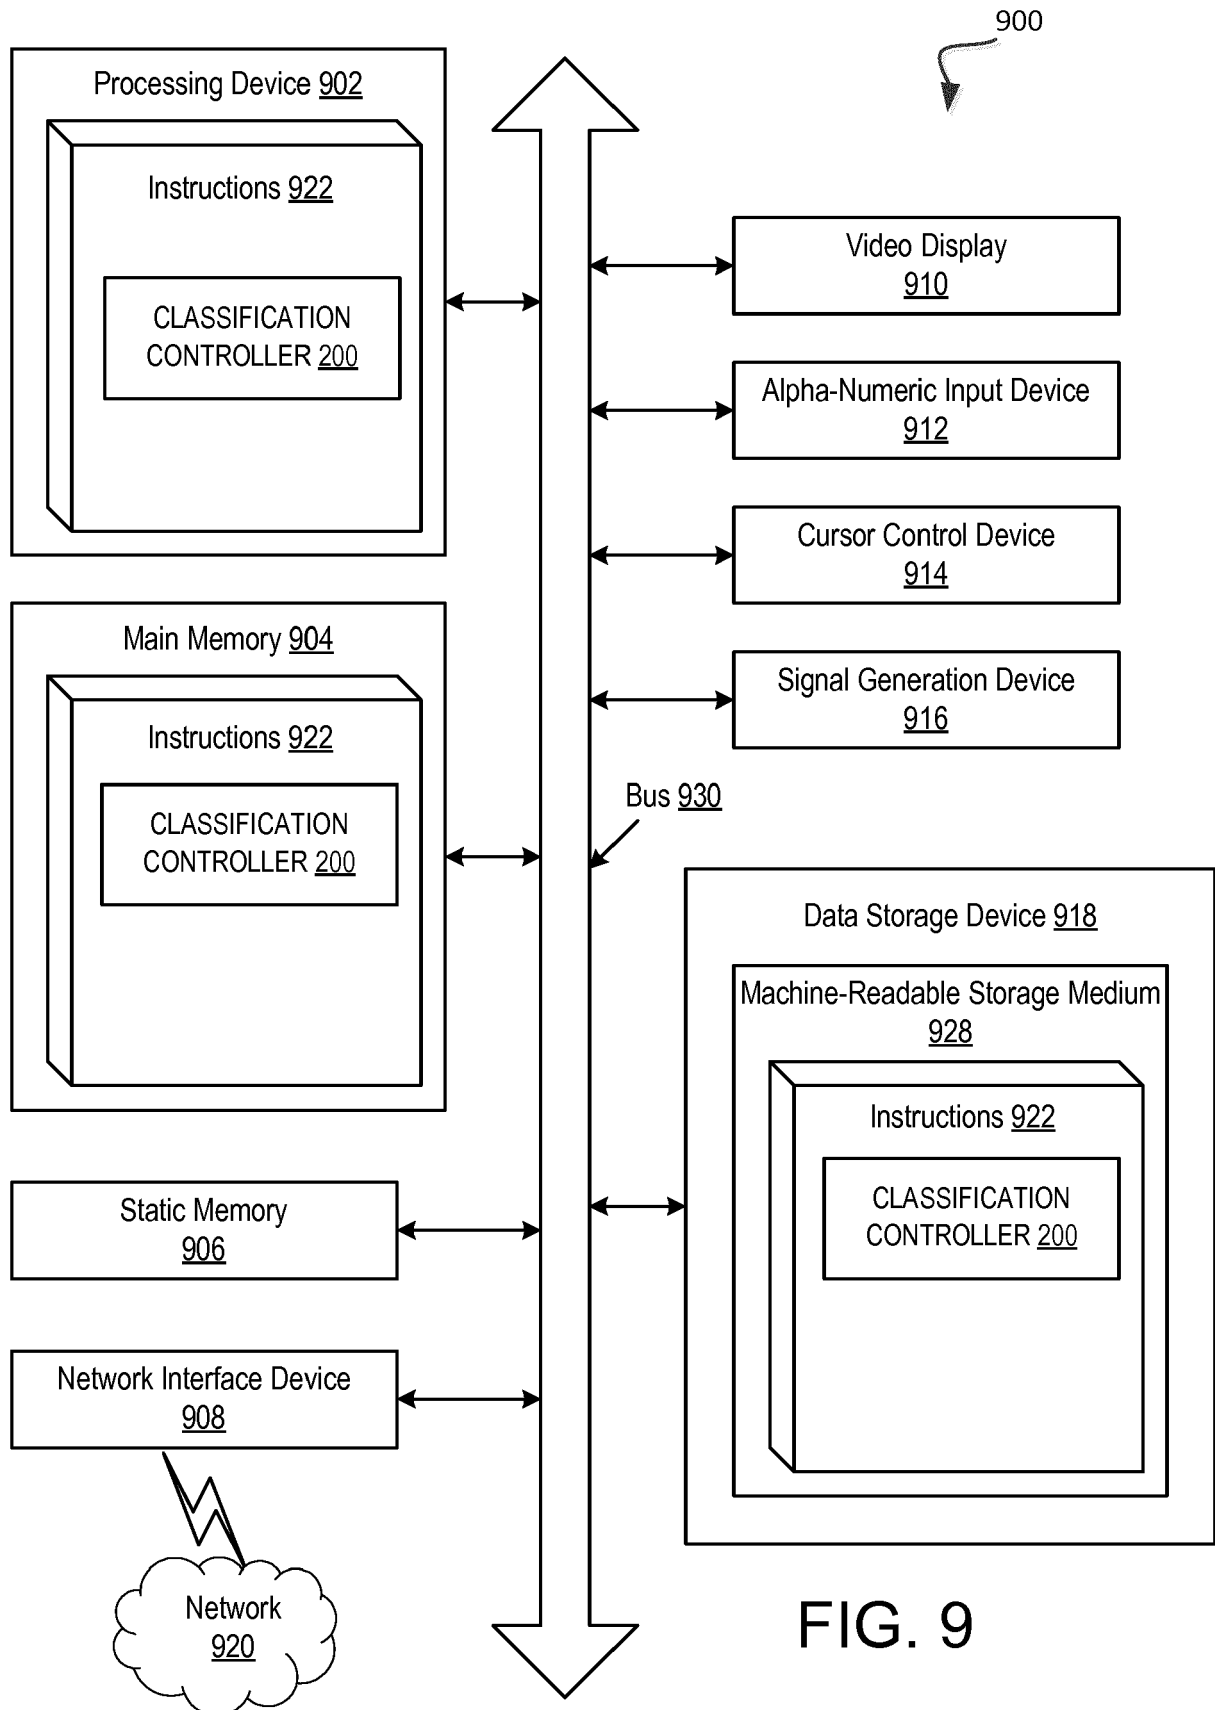 900
Processing Device 902
Instructions 922
CLASSIFICATION
CONTROLLER 200
Video Display
910
Alpha-Numeric Input Device
912
Cursor Control Device
914
Main Memory 904
Instructions 922
CLASSIFICATION
CONTROLLER 200
Signal Generation Device
916
Bus 930
Data Storage Device 918
Machine-Readable Storage Medium
928
Instructions 922
CLASSIFICATION
CONTROLLER 200
Static Memory
906
Network Interface Device
908
Network
920
FIG. 9